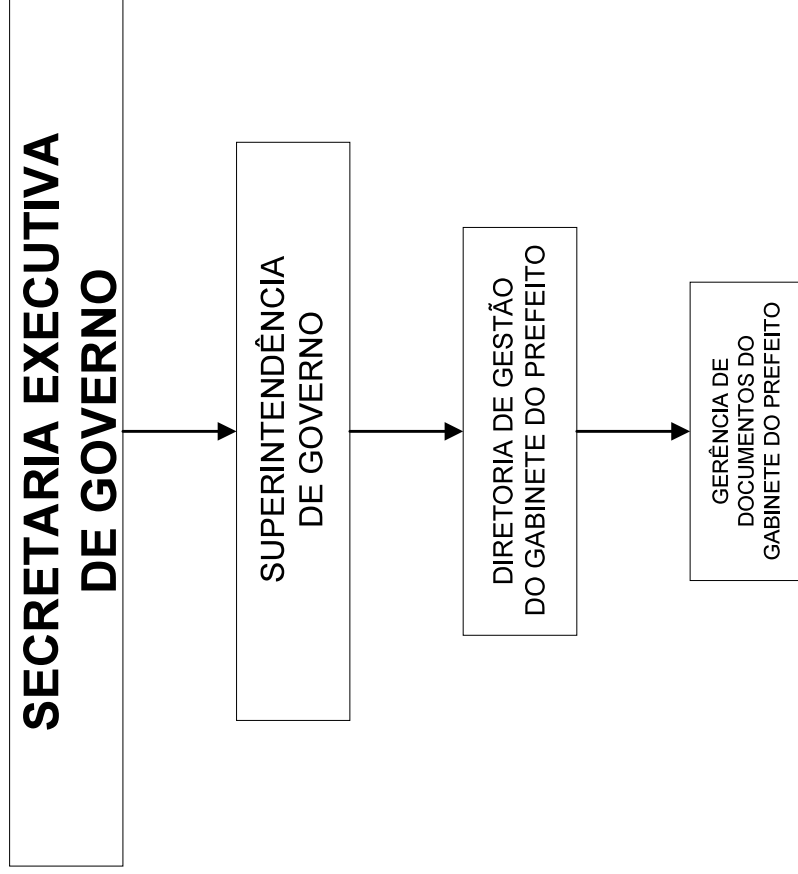 SECRETARIA EXECUTIVA
DE GOVERNO
SUPERINTENDÊNCIA
DE GOVERNO
DIRETORIA DE GESTÃO
DO GABINETE DO PREFEITO
GERÊNCIA DE
DOCUMENTOS DO
GABINETE DO PREFEITO